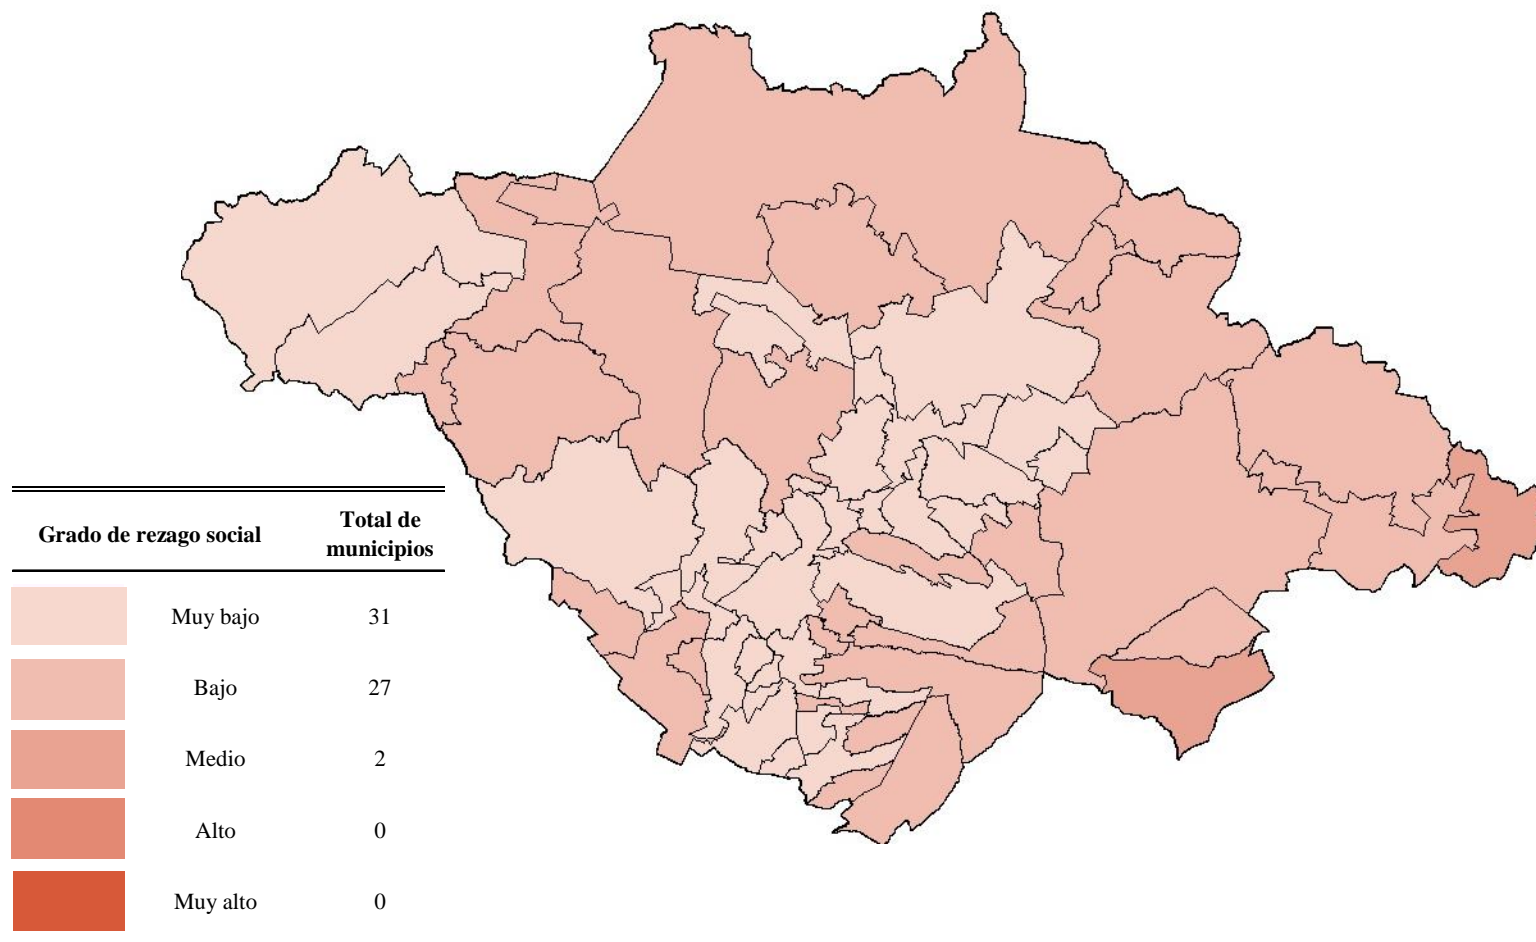 Grado de rezago social
Total de
municipios
Muy bajo 31
Bajo 27
Medio 2
Alto 0
Muy alto 0